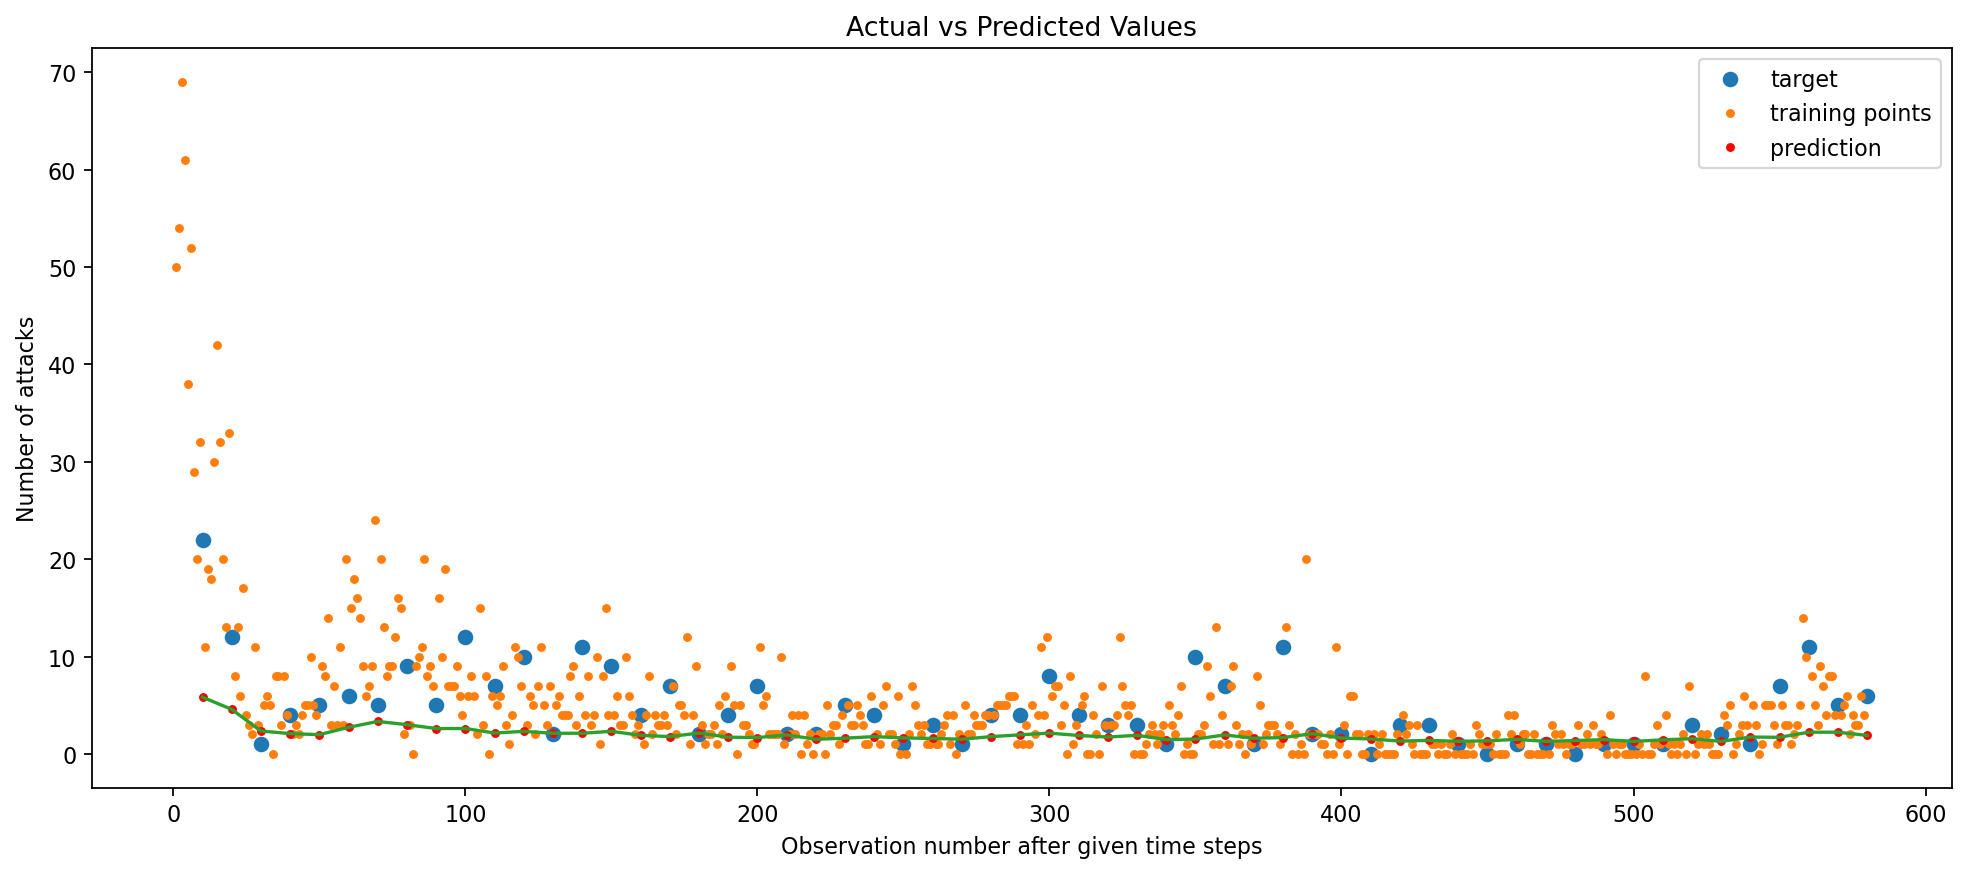 Actual vs Predicted Values
70
60
50
40
30
20
10
0
Number of attacks
target
training points
prediction
0 100 200 300 400 500 600
Observation number after given time steps